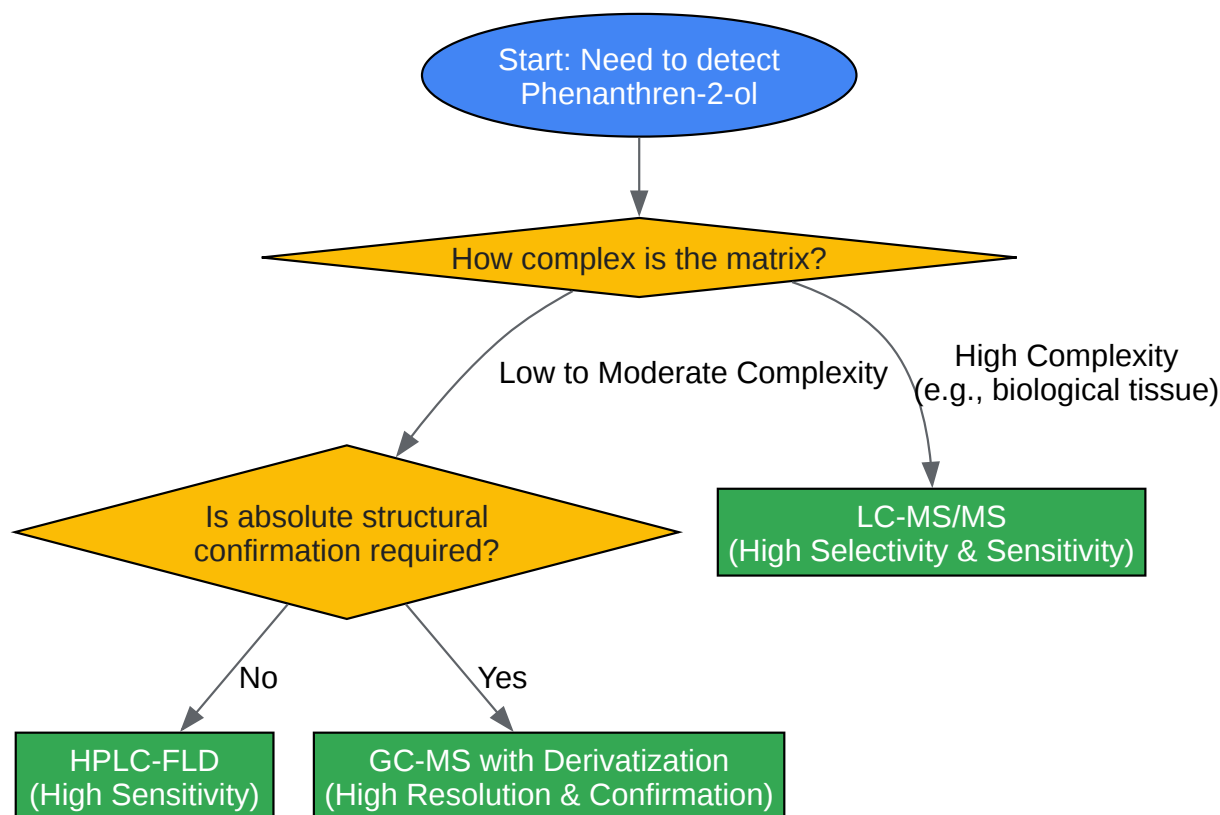 Start: Need to detect
Phenanthren-2-ol
How complex is the matrix?
Low to Moderate Complexity
High Complexity
(e.g., biological tissue)
Is absolute structural
confirmation required?
LC-MS/MS
(High Selectivity & Sensitivity)
No
Yes
HPLC-FLD
(High Sensitivity)
GC-MS with Derivatization
(High Resolution & Confirmation)